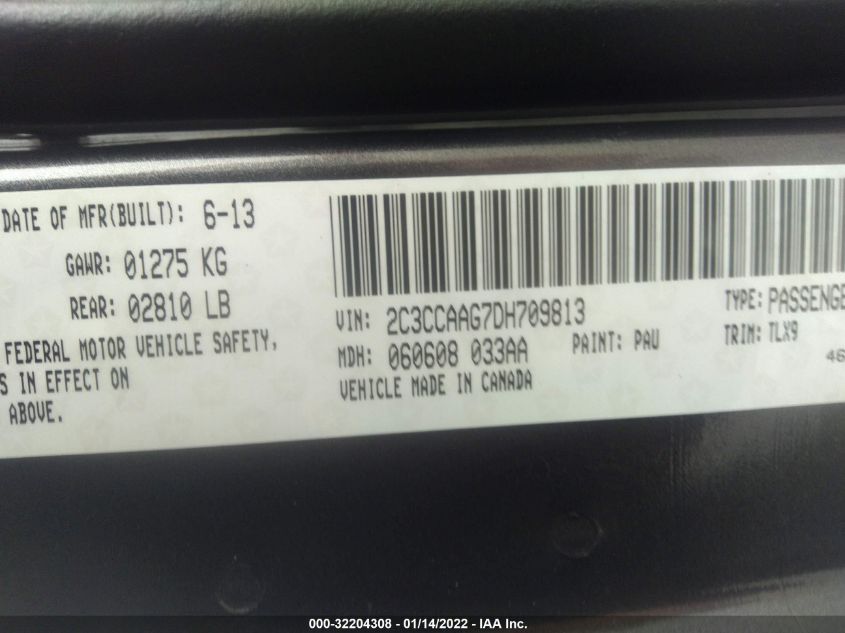 DATE OF MFR(BUILT): 6-13
GAWR: 01275 KG
REAR: 02810 LB
FEDERAL MOTOR VEHICLE SAFETY,
S IN EFFECT ON
ABOVE.
VIN: 2C3CCAAG7DH709813
TYPE: PASSENGE
MDH: 060608 033AA
PAINT: PAU
TRIM: TLX9
VEHICLE MADE IN CANADA
46
000-32204308 - 01/14/2022 - IAA Inc.